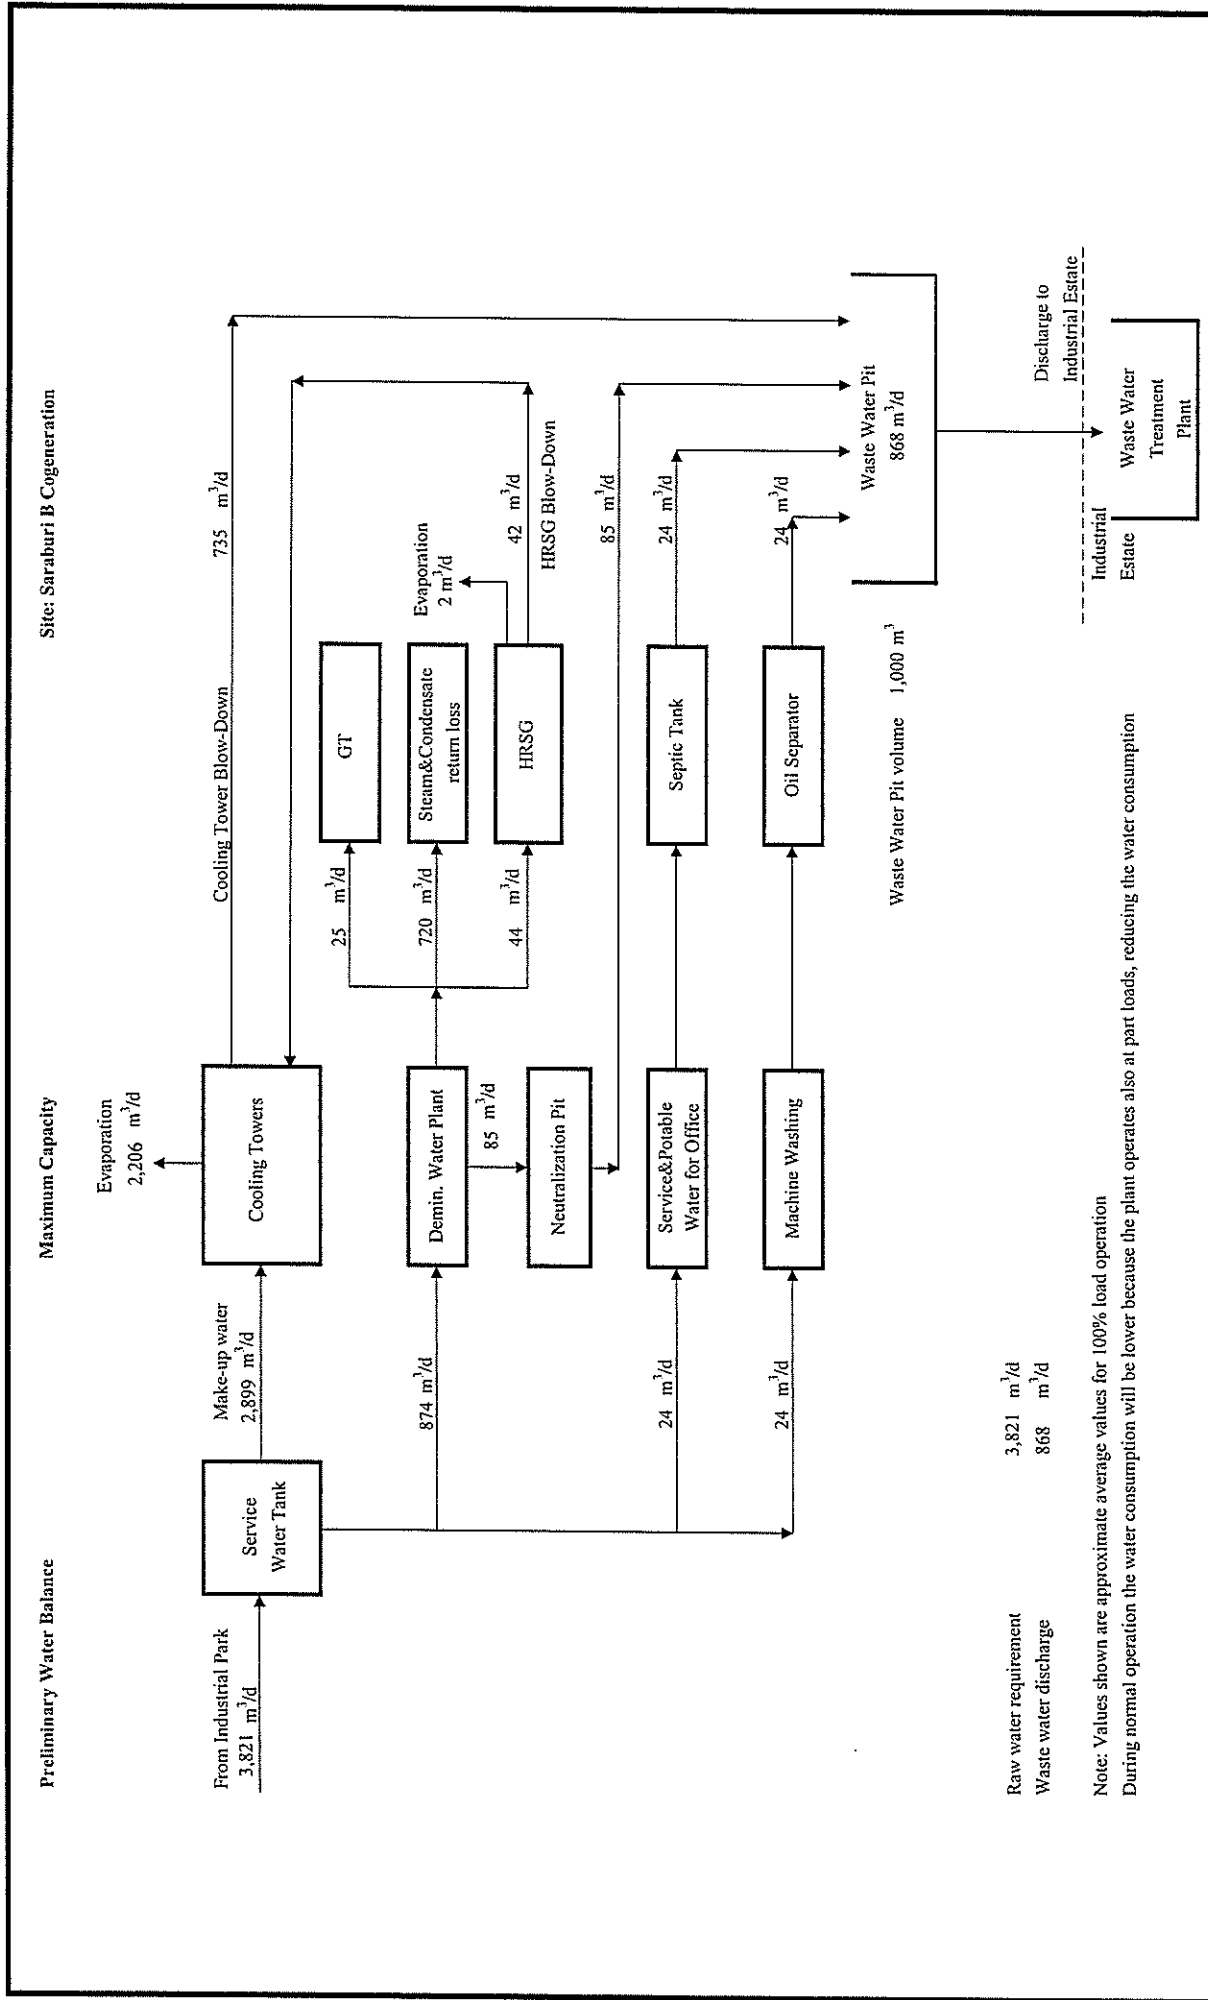 Preliminary Water Balance
Maximum Capacity
Site: Saraburi B Cogeneration
From Industrial Park
3,821 m³/d
Service
Water Tank
Make-up water
2,899 m³/d
Evaporation
2,206 m³/d
Cooling Towers
Cooling Tower Blow-Down
735 m³/d
874 m³/d
Demin. Water Plant
85 m³/d
Neutralization Pit
25 m³/d
GT
720 m³/d
Steam&Condensate
return loss
44 m³/d
HRSG
Evaporation
2 m³/d
42 m³/d
HRSG Blow-Down
85 m³/d
24 m³/d
Service&Potable
Water for Office
Septic Tank
24 m³/d
24 m³/d
Machine Washing
Oil Separator
24 m³/d
Waste Water Pit
868 m³/d
Waste Water Pit volume 1,000 m³
Discharge to
Industrial Estate
Industrial
Estate
Waste Water
Treatment
Plant
Raw water requirement 3,821 m³/d
Waste water discharge 868 m³/d
Note: Values shown are approximate average values for 100% load operation
During normal operation the water consumption will be lower because the plant operates also at part loads, reducing the water consumption